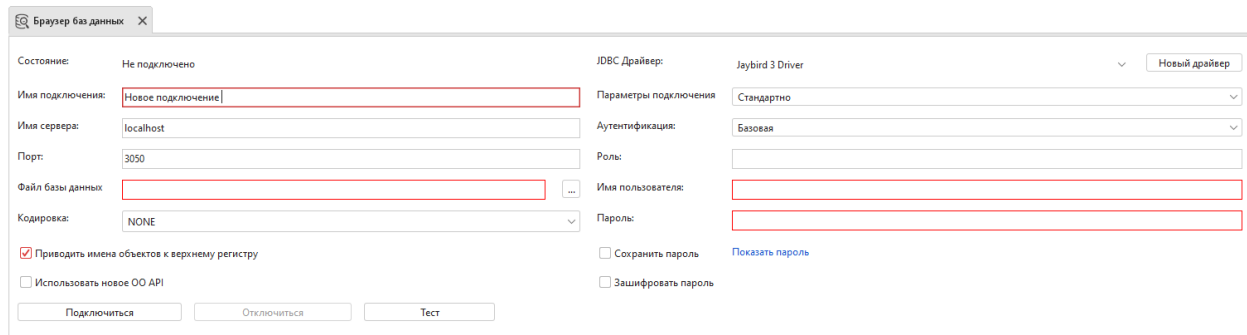 Браузер баз данных
Состояние: Не подключено JDBC Драйвер: Jaybird 3 Driver Новый драйвер
Имя подключения: Новое подключение Параметры подключения Стандартно
Имя сервера: localhost Аутентификация: Базовая
Порт: 3050 Роль:
Файл базы данных ... Имя пользователя:
Кодировка: NONE Пароль:
Приводить имена объектов к верхнему регистру Сохранить пароль Показать пароль
Использовать новое ОО API Зашифровать пароль
Подключиться Отключиться Тест